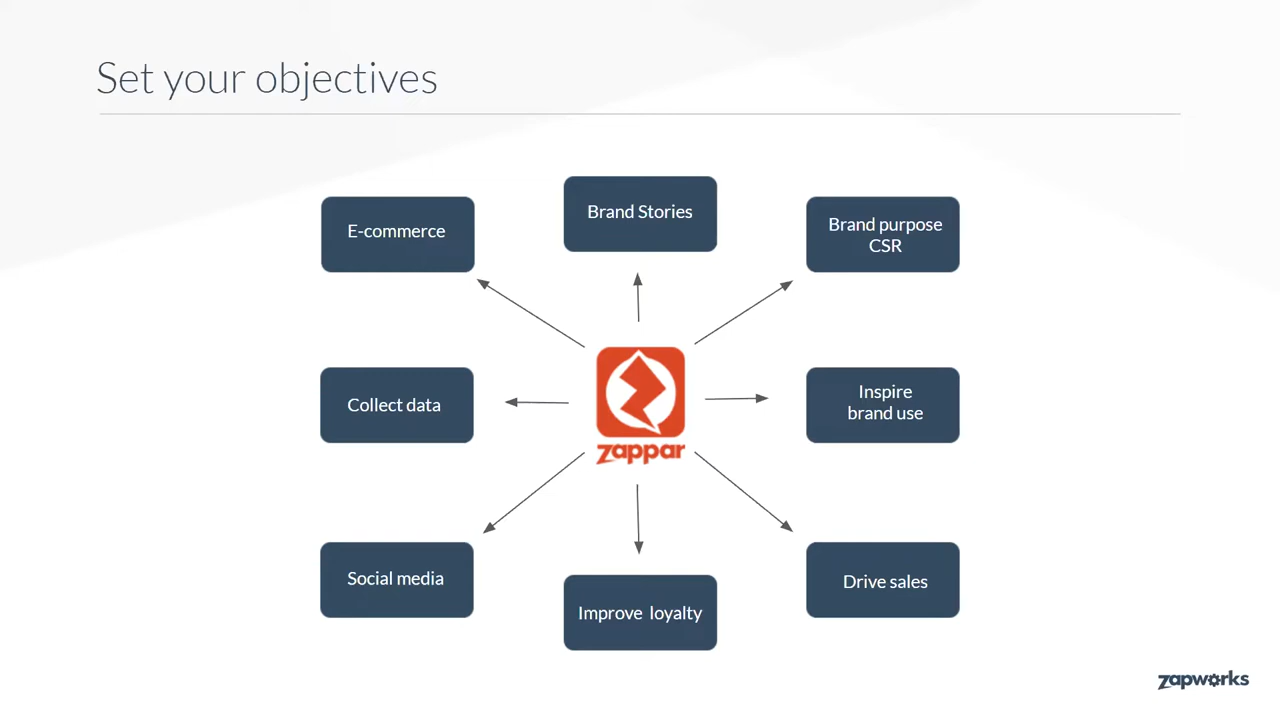 Set your objectives
E-commerce
Brand Stories
Brand purpose
CSR
Collect data
zappar
Inspire
brand use
Social media
Improve loyalty
Drive sales
zapworks